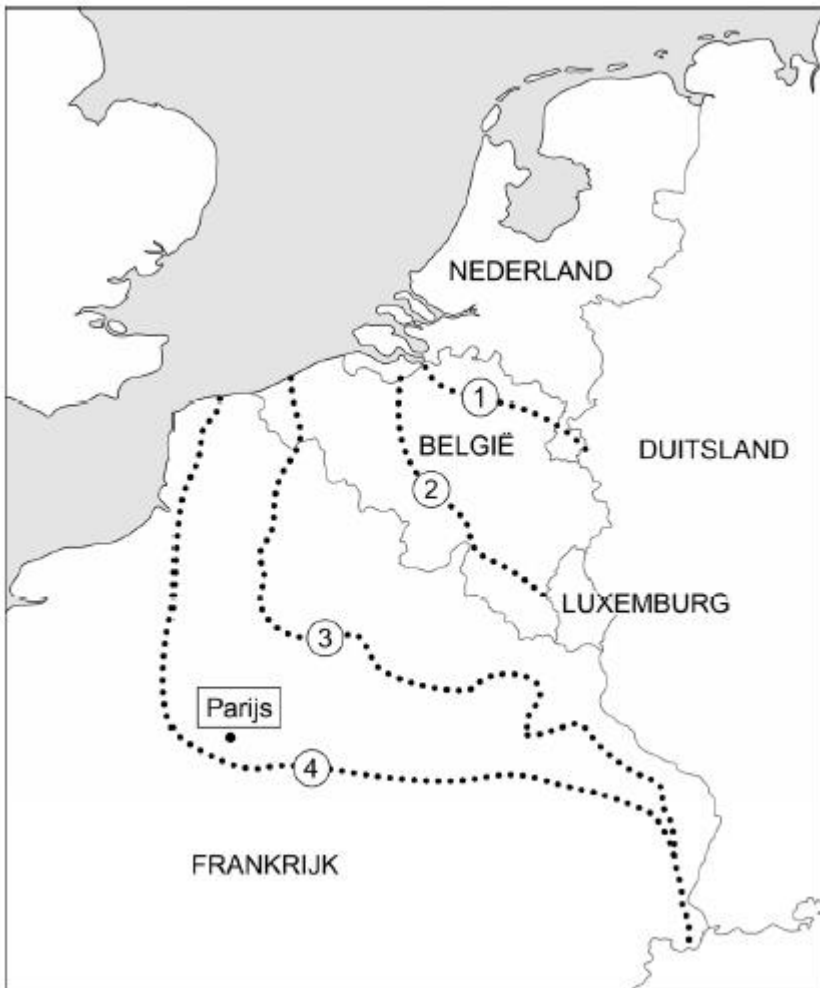 NEDERLAND
1
BELGIË
DUITSLAND
2
LUXEMBURG
3
Parijs
4
FRANKRIJK